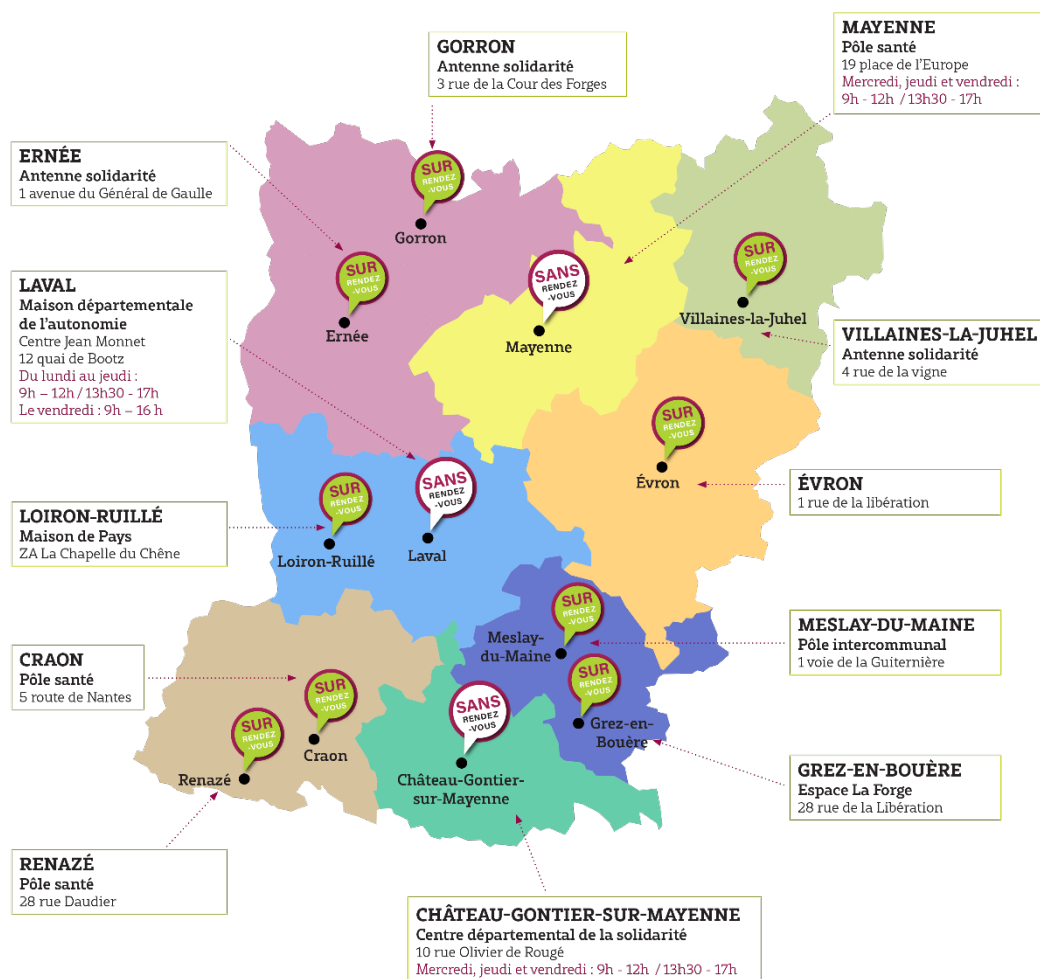 GORRON
Antenne solidarité
3 rue de la Cour des Forges
MAYENNE
Pôle santé
19 place de l'Europe
Mercredi, jeudi et vendredi :
9h - 12h / 13h30 - 17h
ERNÉE
Antenne solidarité
1 avenue du Général de Gaulle
SUR
RENDEZ
-VOUS
Gorron
SUR
RENDEZ
-VOUS
Ernée
SANS
RENDEZ
-VOUS
Mayenne
SUR
RENDEZ
-VOUS
Villaines-la-Juhel
LAVAL
Maison départementale
de l'autonomie
Centre Jean Monnet
12 quai de Bootz
Du lundi au jeudi :
9h – 12h / 13h30 - 17h
Le vendredi : 9h – 16 h
VILLAINES-LA-JUHEL
Antenne solidarité
4 rue de la vigne
SUR
RENDEZ
-VOUS
Évron
ÉVRON
1 rue de la libération
LOIRON-RUILLÉ
Maison de Pays
ZA La Chapelle du Chêne
SUR
RENDEZ
-VOUS
Loiron-Ruillé
SANS
RENDEZ
-VOUS
Laval
SUR
RENDEZ
-VOUS
Meslay-
du-Maine
MESLAY-DU-MAINE
Pôle intercommunal
1 voie de la Guiternière
CRAON
Pôle santé
5 route de Nantes
SUR
RENDEZ
-VOUS
Craon
SUR
RENDEZ
-VOUS
Renazé
SANS
RENDEZ
-VOUS
Château-Gontier-
sur-Mayenne
SUR
RENDEZ
-VOUS
Grez-en-
Bouère
GREZ-EN-BOUÈRE
Espace La Forge
28 rue de la Libération
RENAZÉ
Pôle santé
28 rue Daudier
CHÂTEAU-GONTIER-SUR-MAYENNE
Centre départemental de la solidarité
10 rue Olivier de Rougé
Mercredi, jeudi et vendredi : 9h - 12h / 13h30 - 17h